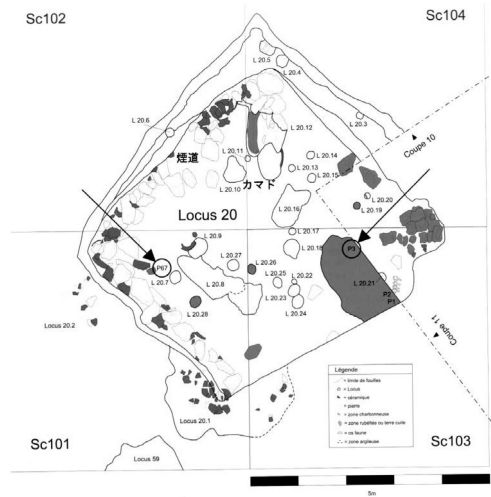 Sc102
Sc104
L 20.5
L 20.4
L 20.6
L 20.3
L 20.12
Coupe 10
煙道
L 20.11
L 20.14
L 20.13
L 20.15
L 20.10
カマド
L 20.20
L 20.19
Locus 20
L 20.16
L 20.17
L 20.9
L 20.18
P3
P67
L 20.27
L 20.26
L 20.7
L 20.8
L 20.25
L 20.22
L 20.21
L 20.23
P2
P1
L 20.24
L 20.28
Locus 20.2
Coupe 11
Légende
= limite de fouilles
= Locus
= céramique
= pierre
= zone charbonneuse
= zone rubéfiés ou terre cuite
= os faune
= zone argileuse
Locus 20.1
Sc101
Sc103
Locus 59
5m